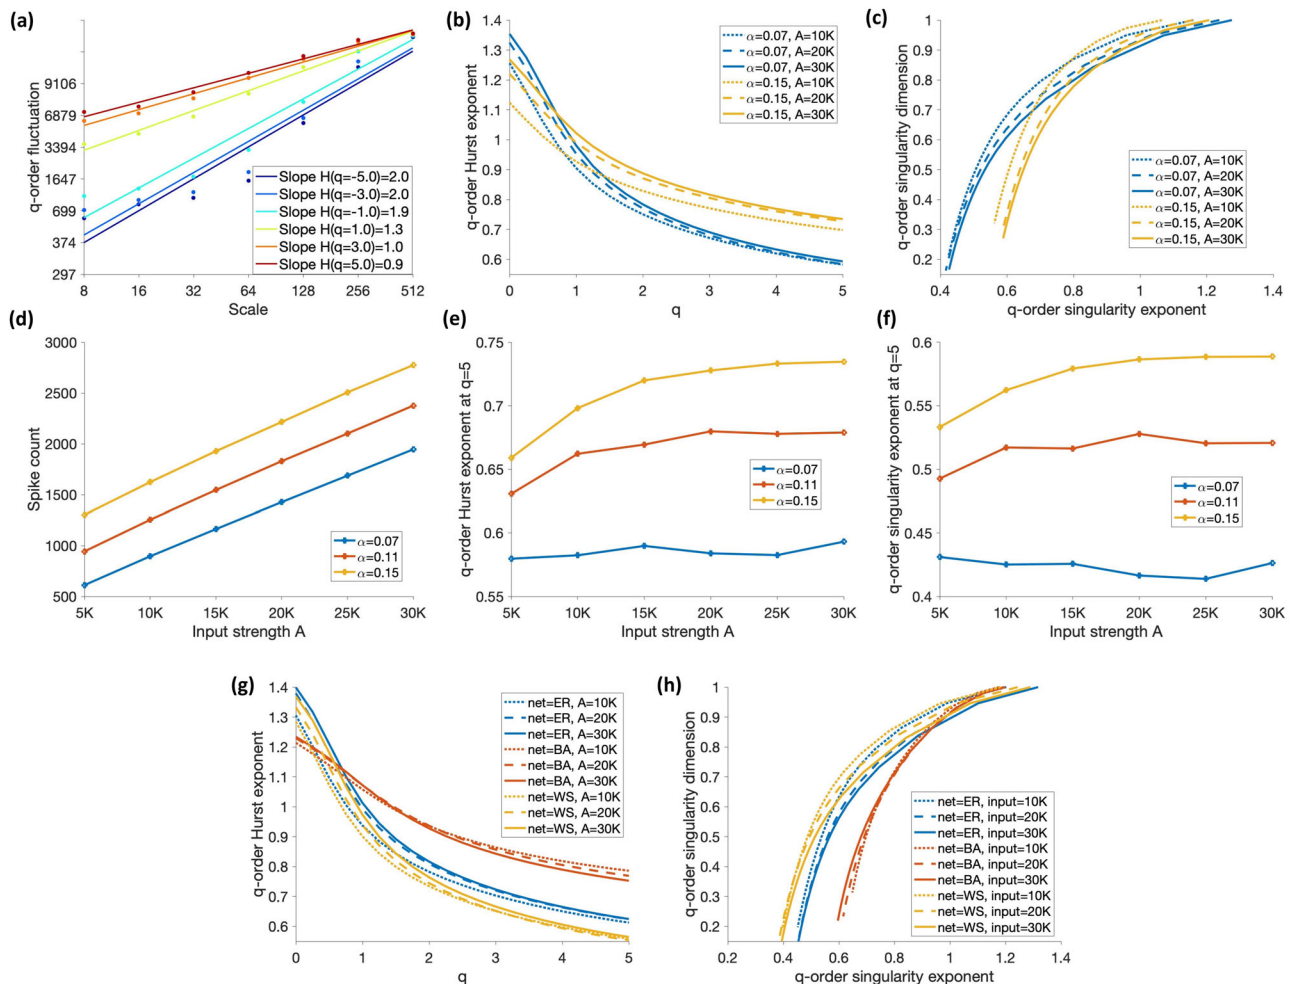 (a)
q-order fluctuation
9106
6879
3394
1647
699
374
297
8
16
32
64
128
256
512
Scale
Slope H(q=-5.0)=2.0
Slope H(q=-3.0)=2.0
Slope H(q=-1.0)=1.9
Slope H(q=1.0)=1.3
Slope H(q=3.0)=1.0
Slope H(q=5.0)=0.9
(b)
q-order Hurst exponent
1.4
1.3
1.2
1.1
1
0.9
0.8
0.7
0.6
0
1
2
3
4
5
q
α=0.07, A=10K
α=0.07, A=20K
α=0.07, A=30K
α=0.15, A=10K
α=0.15, A=20K
α=0.15, A=30K
(c)
q-order singularity dimension
1
0.9
0.8
0.7
0.6
0.5
0.4
0.3
0.2
0.4
0.6
0.8
1
1.2
1.4
q-order singularity exponent
α=0.07, A=10K
α=0.07, A=20K
α=0.07, A=30K
α=0.15, A=10K
α=0.15, A=20K
α=0.15, A=30K
(d)
Spike count
3000
2500
2000
1500
1000
500
5K
10K
15K
20K
25K
30K
Input strength A
α=0.07
α=0.11
α=0.15
(e)
q-order Hurst exponent at q=5
0.75
0.7
0.65
0.6
0.55
5K
10K
15K
20K
25K
30K
Input strength A
α=0.07
α=0.11
α=0.15
(f)
q-order singularity exponent at q=5
0.6
0.55
0.5
0.45
0.4
5K
10K
15K
20K
25K
30K
Input strength A
α=0.07
α=0.11
α=0.15
(g)
q-order Hurst exponent
1.4
1.3
1.2
1.1
1
0.9
0.8
0.7
0.6
0
1
2
3
4
5
q
net=ER, A=10K
net=ER, A=20K
net=ER, A=30K
net=BA, A=10K
net=BA, A=20K
net=BA, A=30K
net=WS, A=10K
net=WS, A=20K
net=WS, A=30K
(h)
q-order singularity dimension
1
0.9
0.8
0.7
0.6
0.5
0.4
0.3
0.2
0.2
0.4
0.6
0.8
1
1.2
1.4
q-order singularity exponent
net=ER, input=10K
net=ER, input=20K
net=ER, input=30K
net=BA, input=10K
net=BA, input=20K
net=BA, input=30K
net=WS, input=10K
net=WS, input=20K
net=WS, input=30K